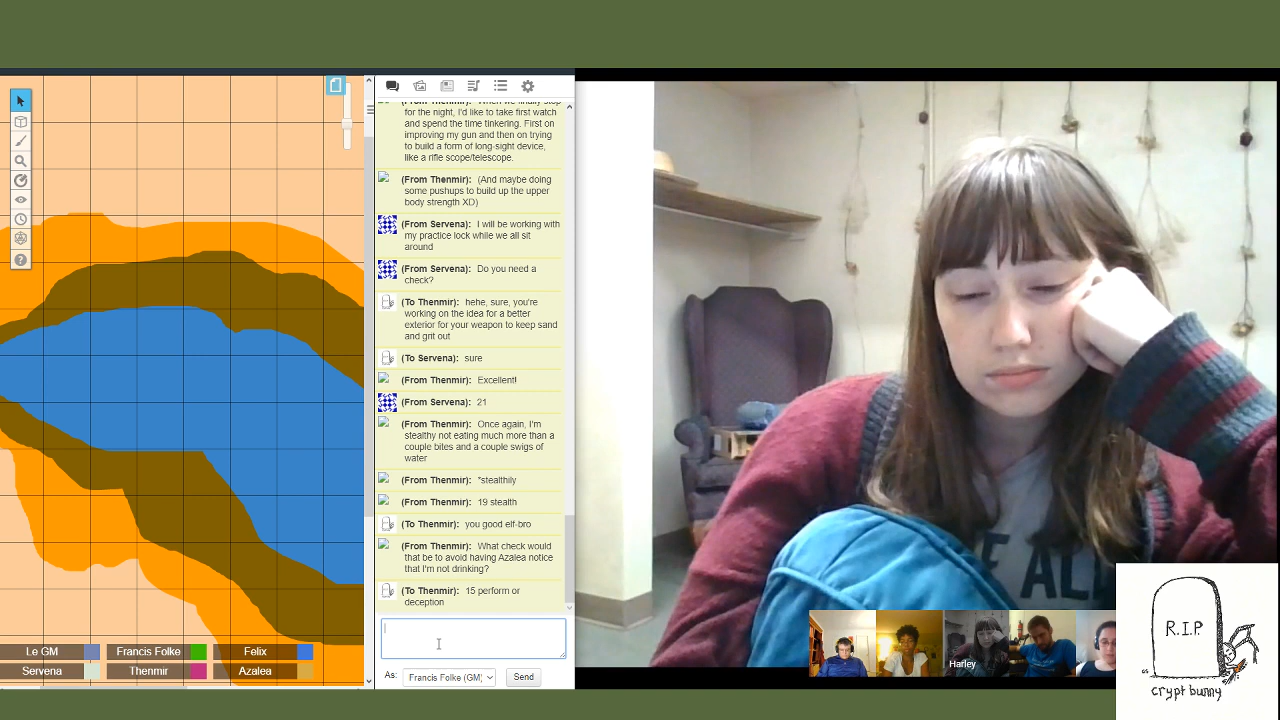 (From Thenmir): When we finally stop
for the night, I'd like to take first watch
and spend the time tinkering. First on
improving my gun and then on trying
to build a form of long-sight device,
like a rifle scope/telescope.
(From Thenmir): (And maybe doing
some pushups to build up the upper
body strength XD)
(From Servena): I will be working with
my practice lock while we all sit
around
(From Servena): Do you need a
check?
(To Thenmir): hehe, sure, you're
working on the idea for a better
exterior for your weapon to keep sand
and grit out
(To Servena): sure
(From Thenmir): Excellent!
(From Servena): 21
(From Thenmir): Once again, I'm
stealthy not eating much more than a
couple bites and a couple swigs of
water
(From Thenmir): *stealthily
(From Thenmir): 19 stealth
(To Thenmir): you good elf-bro
(From Thenmir): What check would
that be to avoid having Azalea notice
that I'm not drinking?
(To Thenmir): 15 perform or
deception
As: Francis Folke (GM) Send
Le GM Francis Folke Felix
Servena Thenmir Azalea
ALL
Harley
R.I.P.
crypt bunny